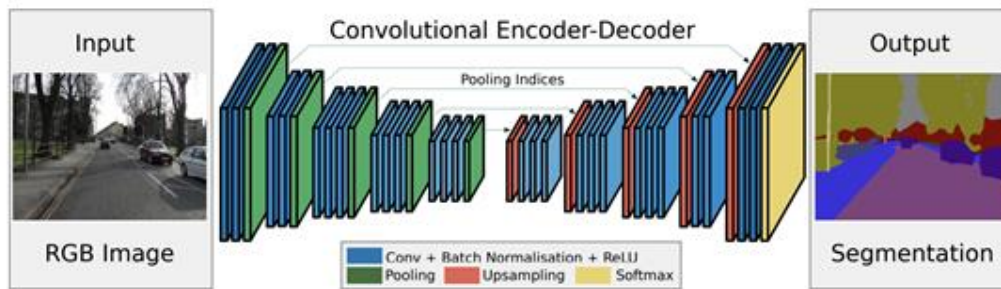 Input
RGB Image
Convolutional Encoder-Decoder
Pooling Indices
Conv + Batch Normalisation + ReLU
Pooling Upsampling Softmax
Output
Segmentation